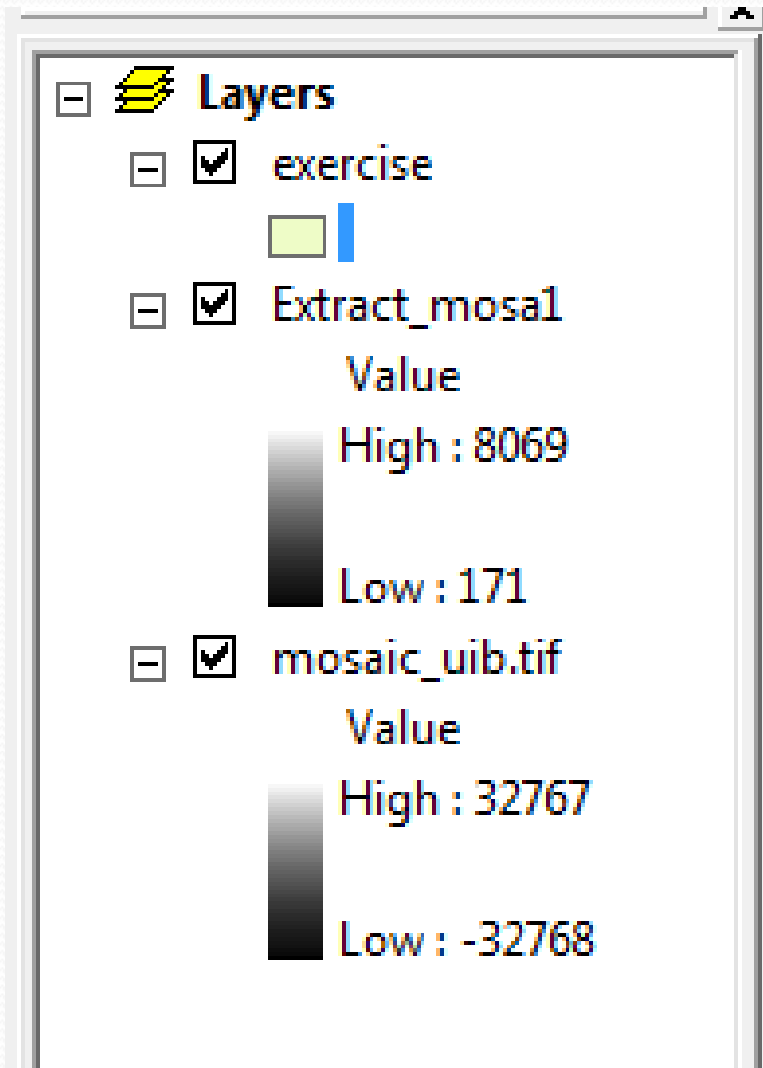 Layers
exercise
Extract_mosa1
Value
High : 8069
Low : 171
mosaic_uib.tif
Value
High : 32767
Low : -32768